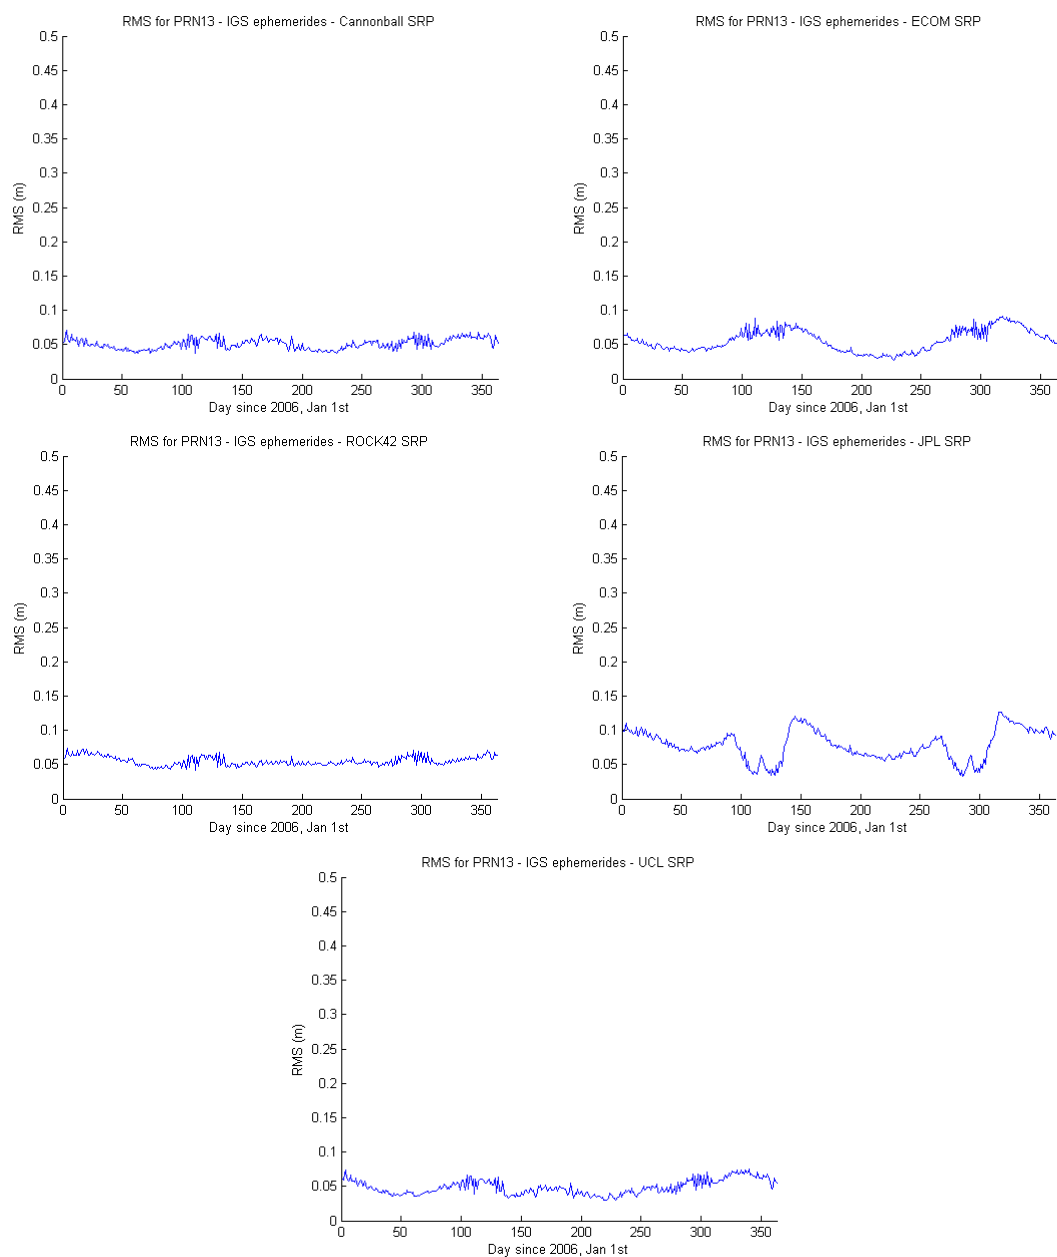 RMS for PRN13 - IGS ephemerides - Cannonball SRP
0.5
0.45
0.4
0.35
0.3
0.25
0.2
0.15
0.1
0.05
0
RMS (m)
0 50 100 150 200 250 300 350
Day since 2006, Jan 1st
RMS for PRN13 - IGS ephemerides - ECOM SRP
0.5
0.45
0.4
0.35
0.3
0.25
0.2
0.15
0.1
0.05
0
RMS (m)
0 50 100 150 200 250 300 350
Day since 2006, Jan 1st
RMS for PRN13 - IGS ephemerides - ROCK42 SRP
0.5
0.45
0.4
0.35
0.3
0.25
0.2
0.15
0.1
0.05
0
RMS (m)
0 50 100 150 200 250 300 350
Day since 2006, Jan 1st
RMS for PRN13 - IGS ephemerides - JPL SRP
0.5
0.45
0.4
0.35
0.3
0.25
0.2
0.15
0.1
0.05
0
RMS (m)
0 50 100 150 200 250 300 350
Day since 2006, Jan 1st
RMS for PRN13 - IGS ephemerides - UCL SRP
0.5
0.45
0.4
0.35
0.3
0.25
0.2
0.15
0.1
0.05
0
RMS (m)
0 50 100 150 200 250 300 350
Day since 2006, Jan 1st